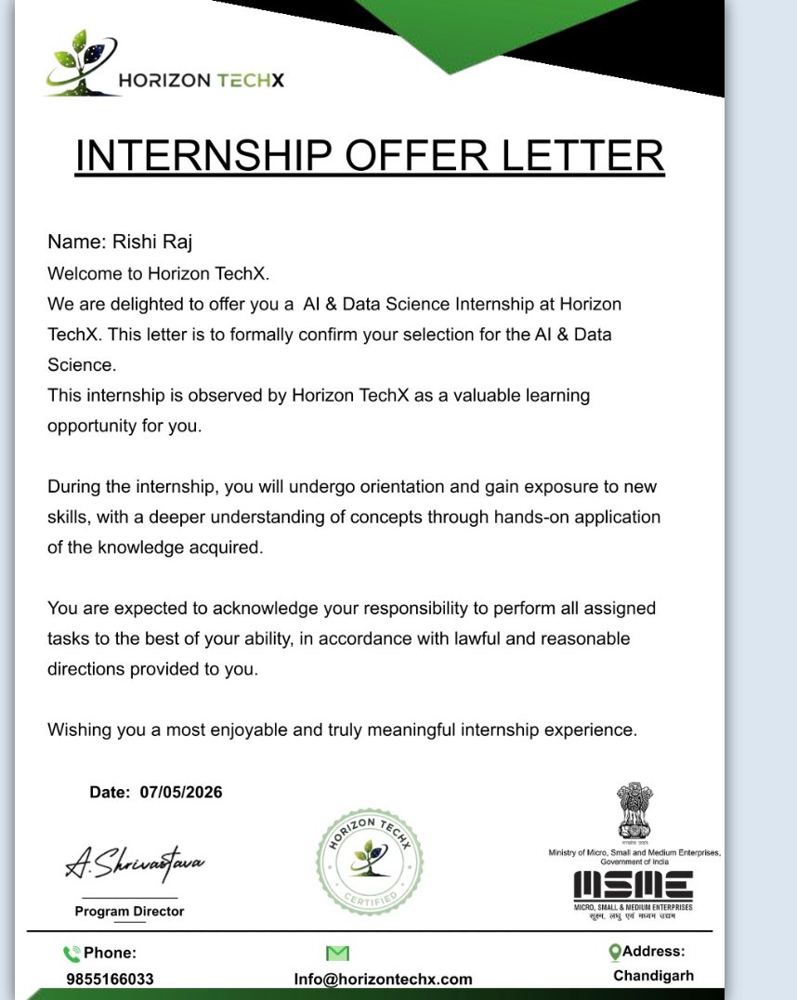 HORIZON TECHX
INTERNSHIP OFFER LETTER
Name: Rishi Raj
Welcome to Horizon TechX.
We are delighted to offer you a  AI & Data Science Internship at Horizon
TechX. This letter is to formally confirm your selection for the AI & Data
Science.
This internship is observed by Horizon TechX as a valuable learning
opportunity for you.
During the internship, you will undergo orientation and gain exposure to new
skills, with a deeper understanding of concepts through hands-on application
of the knowledge acquired.
You are expected to acknowledge your responsibility to perform all assigned
tasks to the best of your ability, in accordance with lawful and reasonable
directions provided to you.
Wishing you a most enjoyable and truly meaningful internship experience.
Date:  07/05/2026
A. Shrivastava
Program Director
HORIZON TECHX
CERTIFIED
सत्यमेव जयते
Ministry of Micro, Small and Medium Enterprises,
Government of India
MSME
MICRO, SMALL & MEDIUM ENTERPRISES
सूक्ष्म, लघु एवं मध्यम उद्यम
Phone:
9855166033
Info@horizontechx.com
Address:
Chandigarh